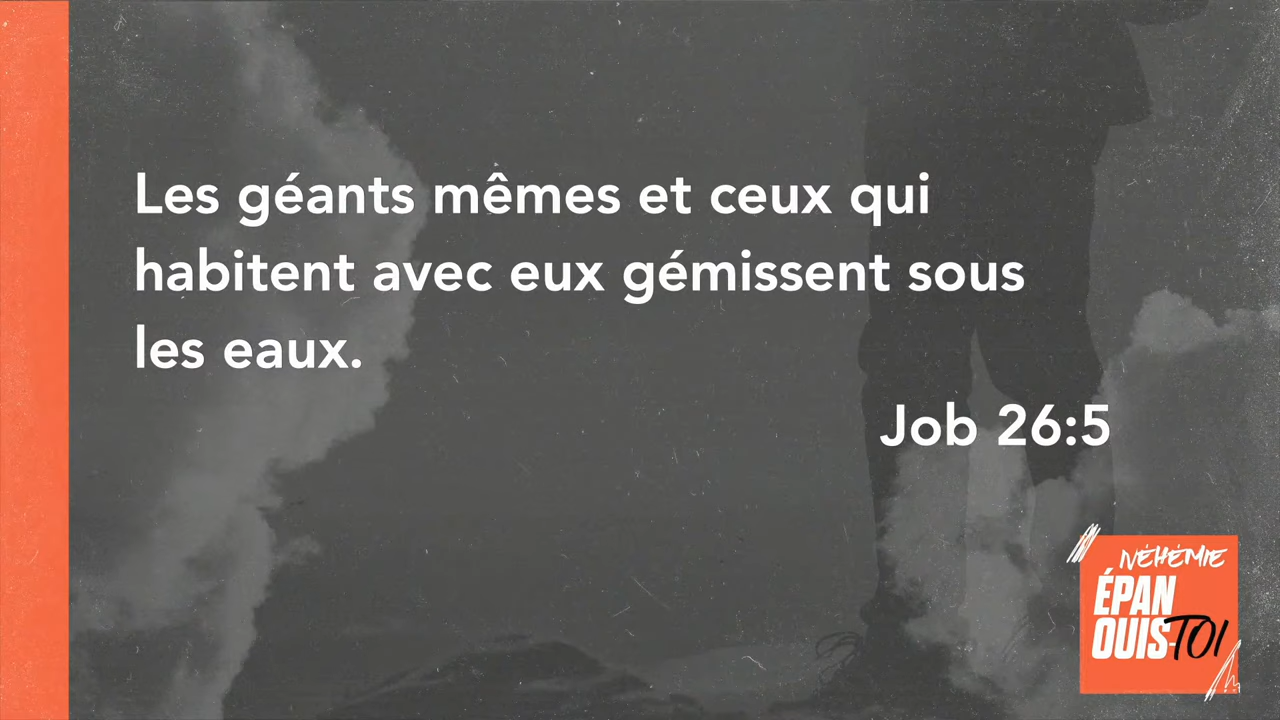 Les géants mêmes et ceux qui
habitent avec eux gémissent sous
les eaux.
Job 26:5
NÉHÉMIE
ÉPAN
OUIS-TOI